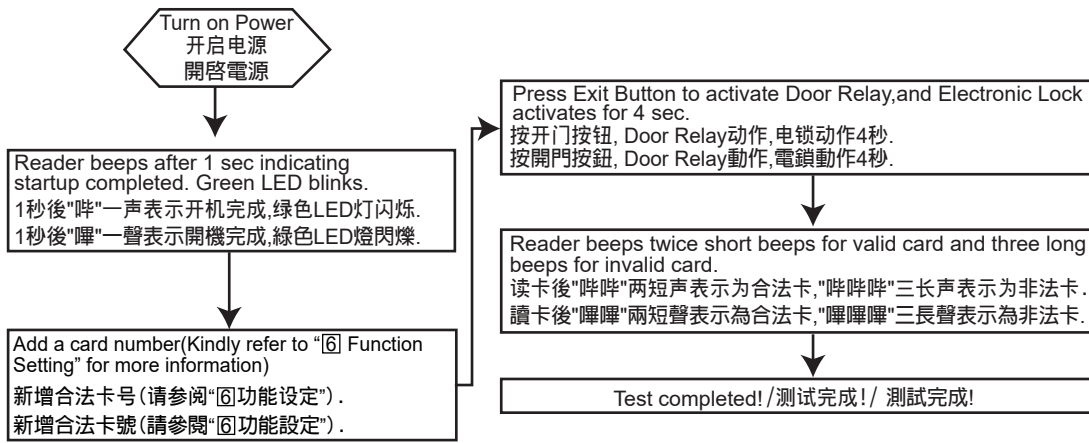 Turn on Power
开启电源
開啓電源
Reader beeps after 1 sec indicating
startup completed. Green LED blinks.
1秒後"哔"一声表示开机完成,绿色LED灯闪烁.
1秒後"嗶"一聲表示開機完成,綠色LED燈閃爍.
Add a card number(Kindly refer to “6 Function
Setting” for more information)
新增合法卡号(请参阅“6功能设定”).
新增合法卡號(請參閱“6功能設定”).
Press Exit Button to activate Door Relay,and Electronic Lock
activates for 4 sec.
按开门按钮, Door Relay动作,电锁动作4秒.
按開門按鈕, Door Relay動作,電鎖動作4秒.
Reader beeps twice short beeps for valid card and three long
beeps for invalid card.
读卡後"哔哔"两短声表示为合法卡,"哔哔哔"三长声表示为非法卡.
讀卡後"嗶嗶"兩短聲表示為合法卡,"嗶嗶嗶"三長聲表示為非法卡.
Test completed! /测试完成! / 測試完成!